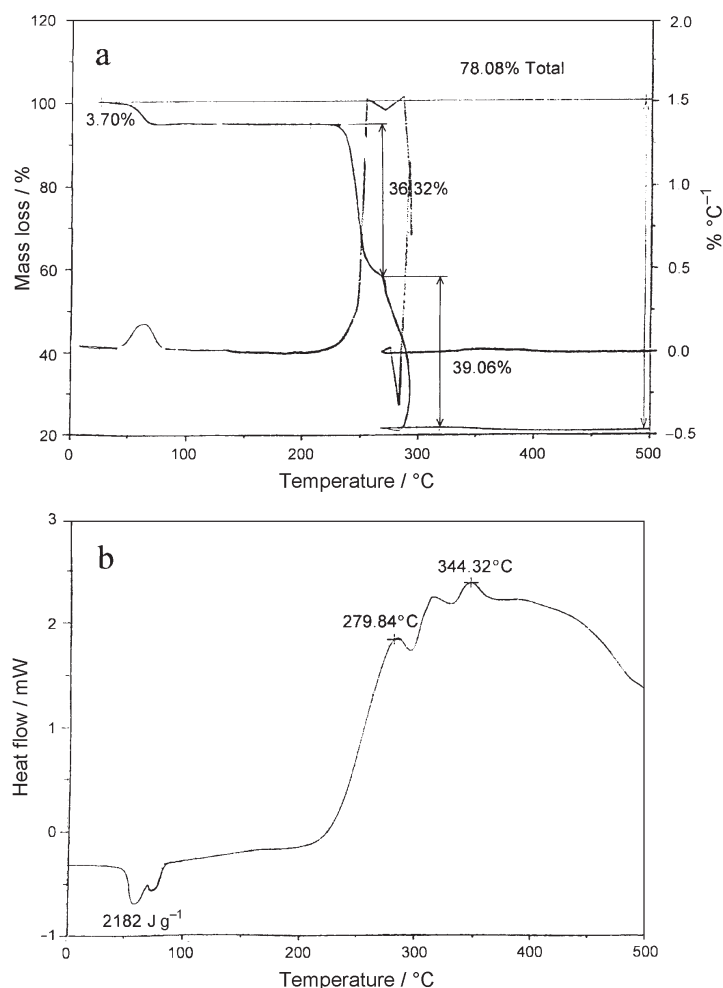 a
120
100
80
60
40
20
Mass loss / %
2.0
1.5
1.0
0.5
0.0
–0.5
% °C⁻¹
78.08% Total
3.70%
36.32%
39.06%
0 100 200 300 400 500
Temperature / °C
b
3
2
1
0
–1
Heat flow / mW
344.32°C
279.84°C
2182 J g⁻¹
0 100 200 300 400 500
Temperature / °C